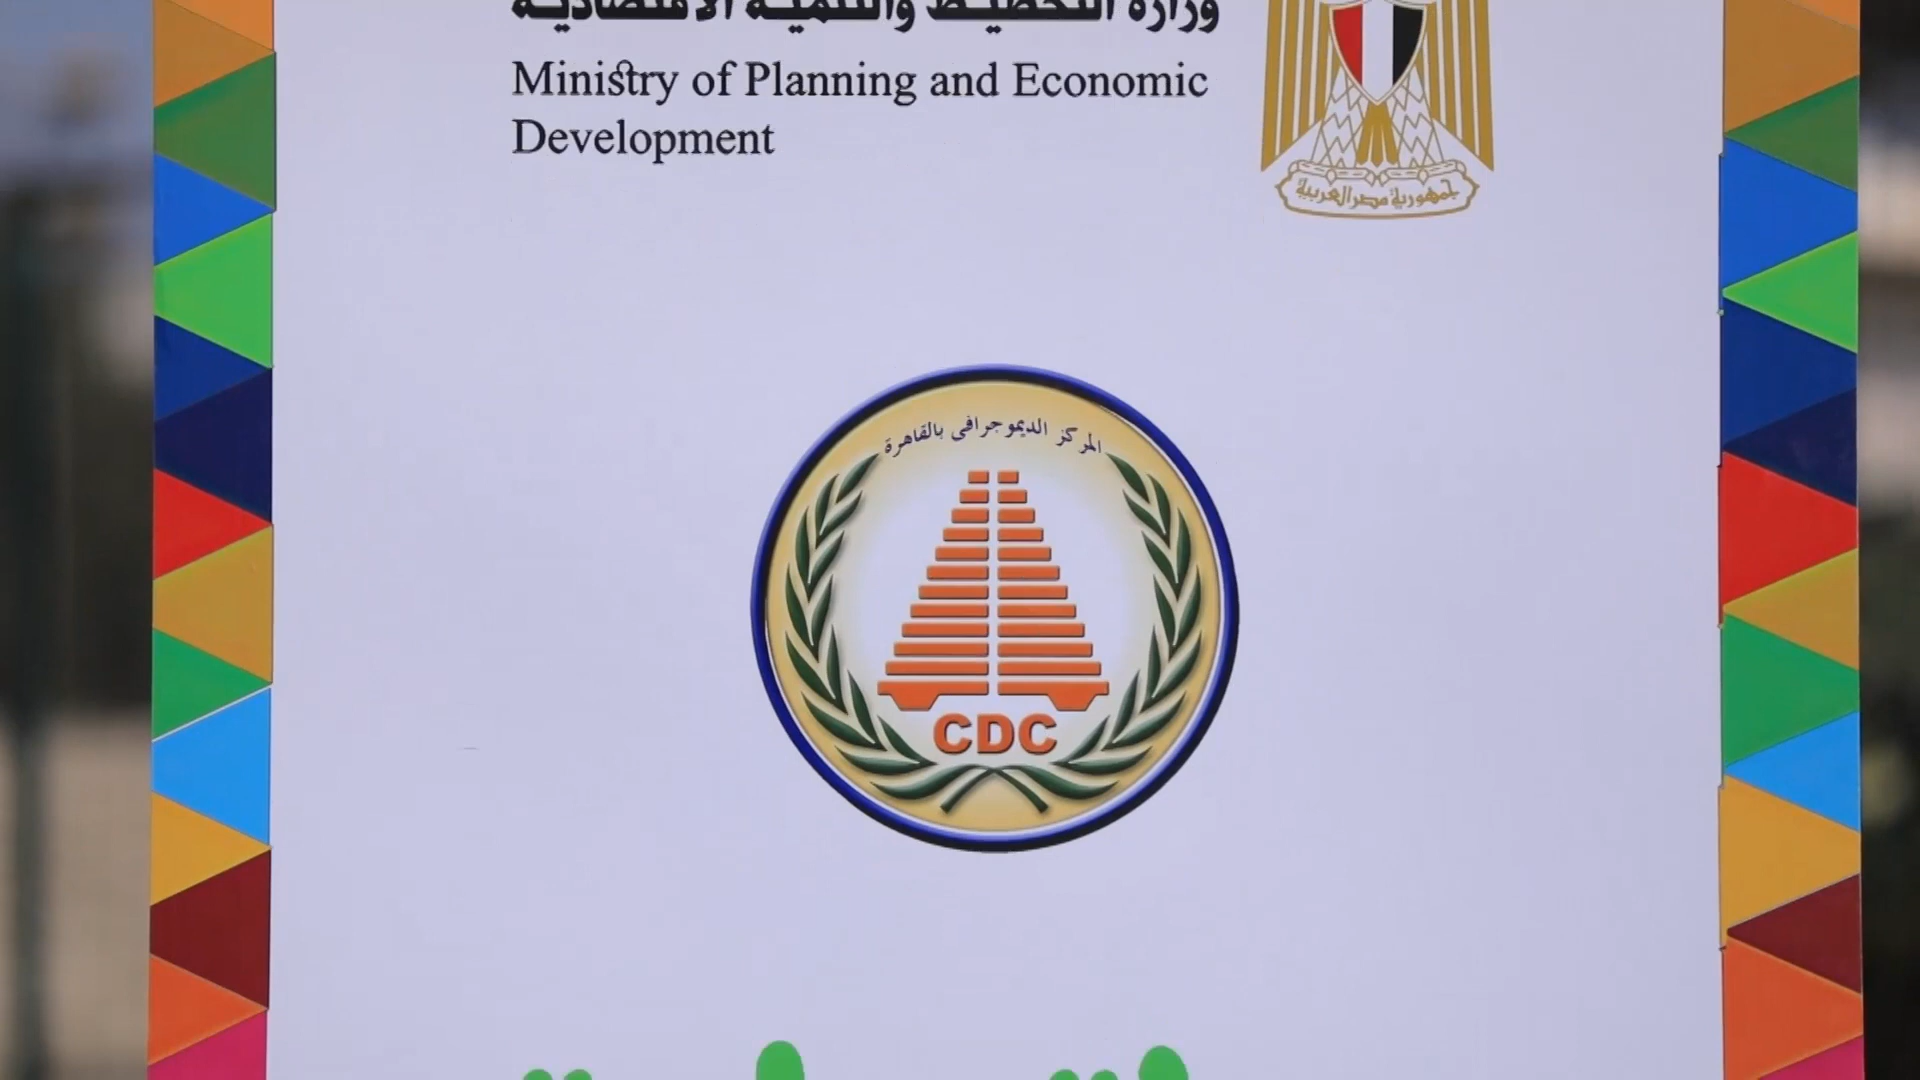 وزارة التخطيط والتنمية الاقتصادية
Ministry of Planning and Economic
Development
جمهورية مصر العربية
المركز الديموجرافى بالقاهرة
CDC